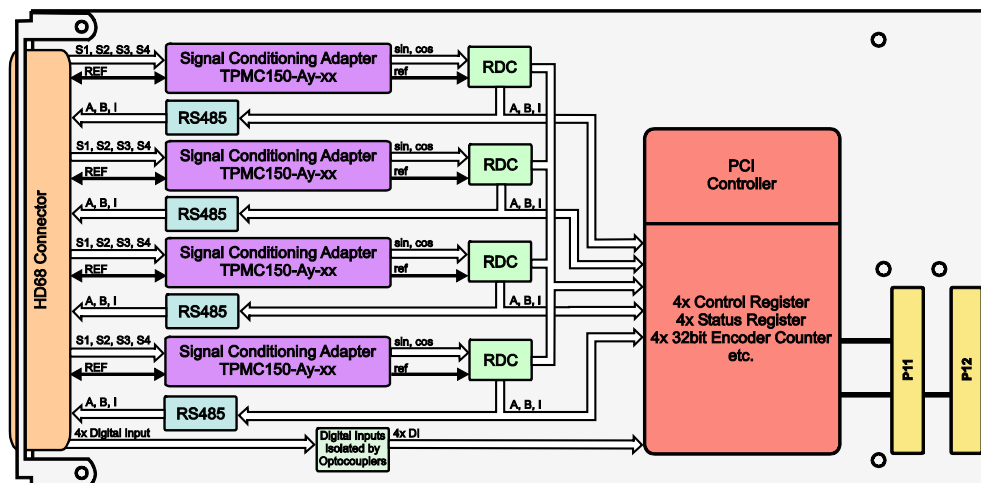 HD68 Connector
S1, S2, S3, S4
REF
Signal Conditioning Adapter
TPMC150-Ay-xx
sin, cos
ref
RDC
A, B, I
RS485
A, B, I
S1, S2, S3, S4
REF
Signal Conditioning Adapter
TPMC150-Ay-xx
sin, cos
ref
RDC
A, B, I
RS485
A, B, I
S1, S2, S3, S4
REF
Signal Conditioning Adapter
TPMC150-Ay-xx
sin, cos
ref
RDC
A, B, I
RS485
A, B, I
S1, S2, S3, S4
REF
Signal Conditioning Adapter
TPMC150-Ay-xx
sin, cos
ref
RDC
A, B, I
RS485
A, B, I
4x Digital Input
Digital Inputs
isolated by
Optocouplers
4x DI
PCI
Controller
4x Control Register
4x Status Register
4x 32bit Encoder Counter
etc.
P11
P12